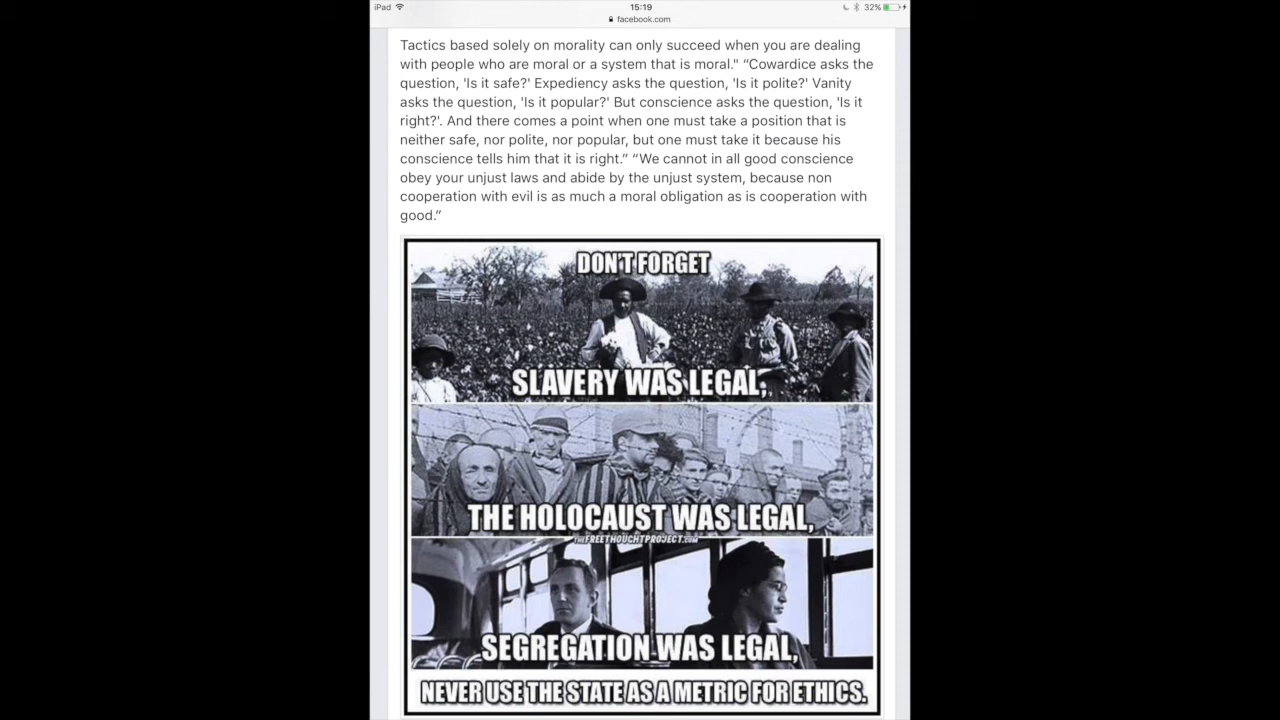 iPad 15:19 32%
facebook.com
Tactics based solely on morality can only succeed when you are dealing
with people who are moral or a system that is moral." “Cowardice asks the
question, 'Is it safe?' Expediency asks the question, 'Is it polite?' Vanity
asks the question, 'Is it popular?' But conscience asks the question, 'Is it
right?'. And there comes a point when one must take a position that is
neither safe, nor polite, nor popular, but one must take it because his
conscience tells him that it is right.” “We cannot in all good conscience
obey your unjust laws and abide by the unjust system, because non
cooperation with evil is as much a moral obligation as is cooperation with
good.”
DON'T FORGET
SLAVERY WAS LEGAL,
THE HOLOCAUST WAS LEGAL,
THEFREETHOUGHTPROJECT.COM
SEGREGATION WAS LEGAL,
NEVER USE THE STATE AS A METRIC FOR ETHICS.